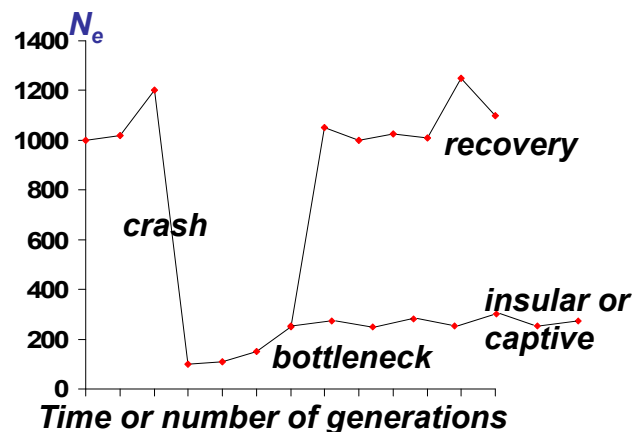 Ne
1400
1200
1000
800
600
400
200
0
crash
recovery
insular or
captive
bottleneck
Time or number of generations